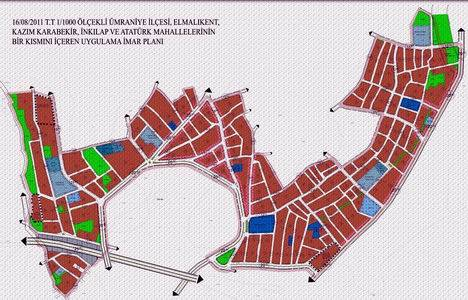 16/08/2011 T.T 1/1000 ÖLÇEKLİ ÜMRANİYE İLÇESİ, ELMALIKENT,
KAZIM KARABEKİR, İNKILAP VE ATATÜRK MAHALLELERİNİN
BİR KISMINI İÇEREN UYGULAMA İMAR PLANI